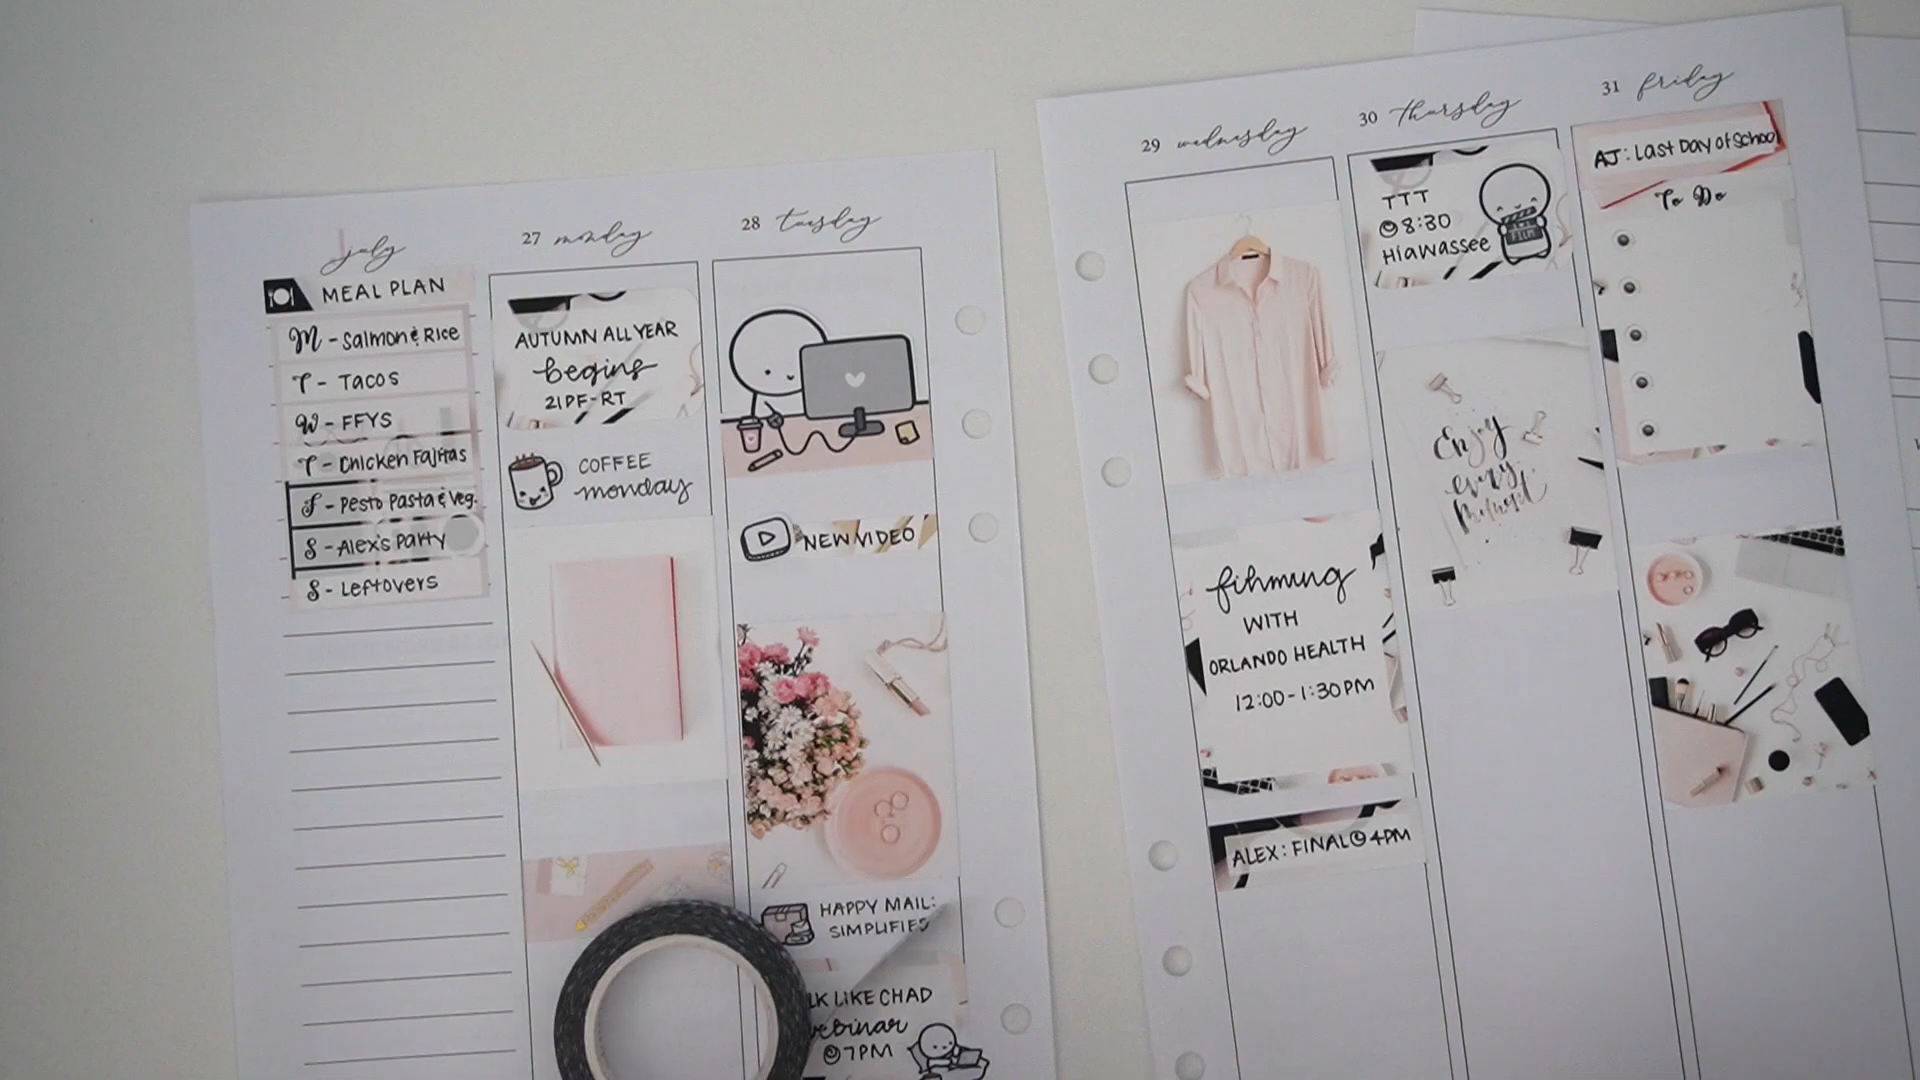 july
MEAL PLAN
M - Salmon & Rice
T - Tacos
W - FFYS
T - Chicken Fajitas
F - Pesto Pasta & Veg.
S - Alex's Party
S - Leftovers
27 monday
AUTUMN ALL YEAR
begins
21PF-RT
COFFEE
monday
28 tuesday
NEW VIDEO
HAPPY MAIL:
SIMPLIFIED
LIKE CHAD
webinar
@7PM
29 wednesday
filming
WITH
ORLANDO HEALTH
12:00-1:30PM
ALEX: FINAL@4PM
30 thursday
TTT
@8:30
Hiawassee
FILM
Enjoy
every
Moment
31 friday
AJ: Last Day of School
To Do